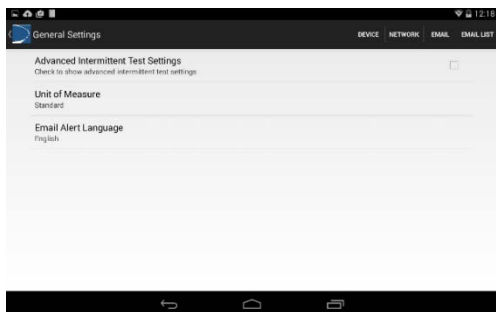 12:18
General Settings
DEVICE
NETWORK
EMAIL
EMAIL LIST
Advanced Intermittent Test Settings
Check to show advanced intermittent test settings
Unit of Measure
Standard
Email Alert Language
English